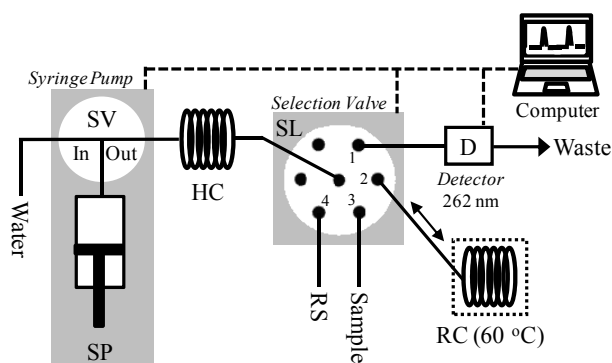 Syringe Pump
SV
In Out
Water
SP
HC
Selection Valve
SL
1
2
3
4
RS
Sample
D
Detector
262 nm
Waste
Computer
RC (60 °C)